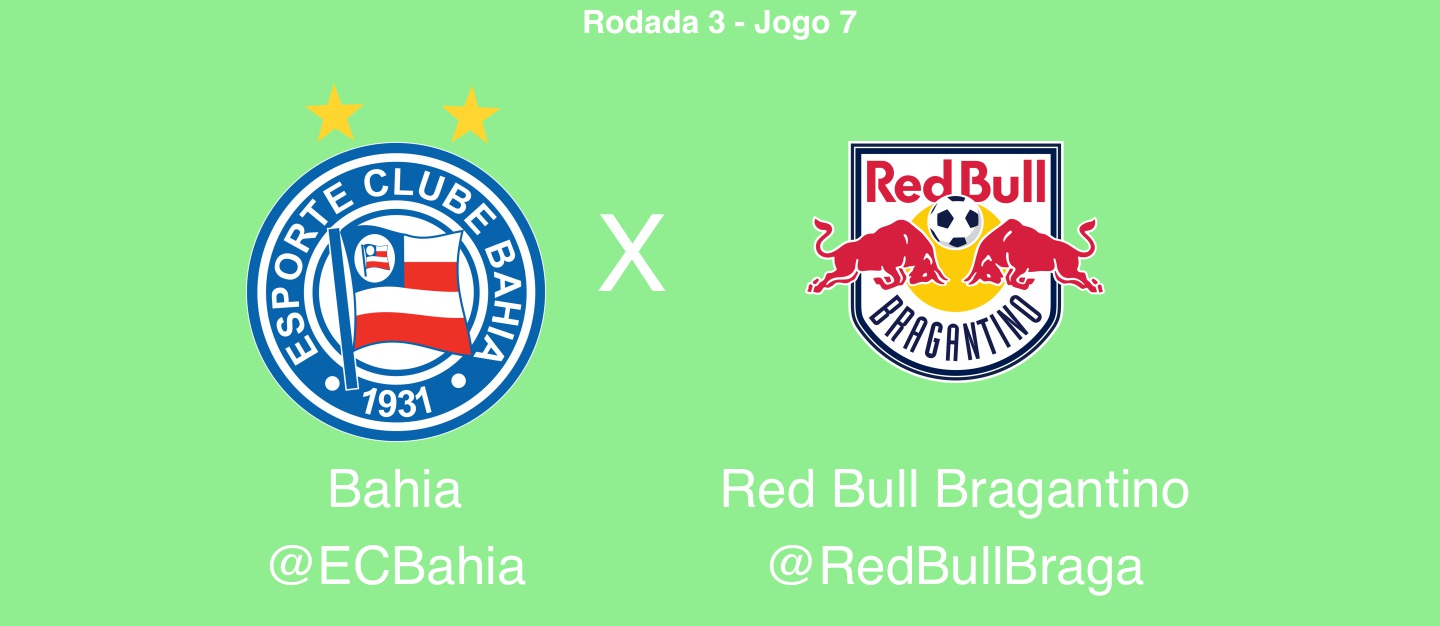 Rodada 3 - Jogo 7
ESPORTE CLUBE BAHIA
1931
X
Red Bull
BRAGANTINO
Bahia
Red Bull Bragantino
@ECBahia
@RedBullBraga